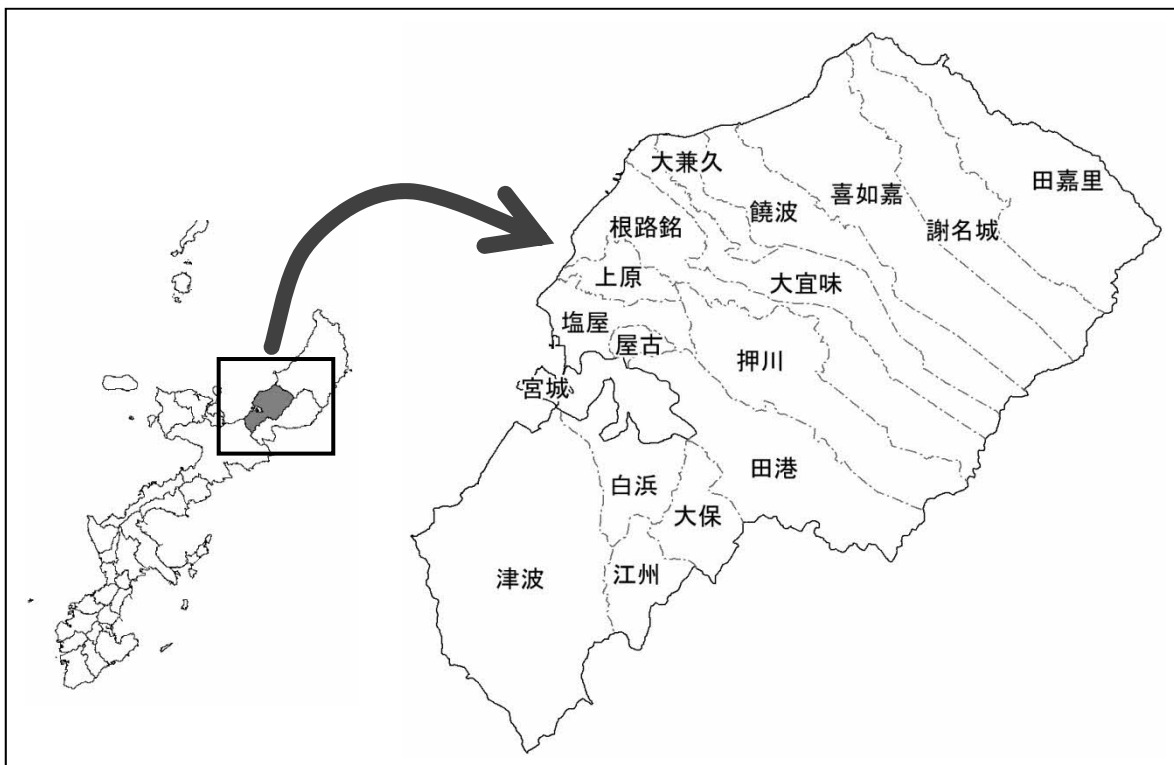 大兼久
田嘉里
喜如嘉
饒波
根路銘
謝名城
上原
大宜味
塩屋
屋古
押川
宮城
田港
白浜
大保
津波
江州